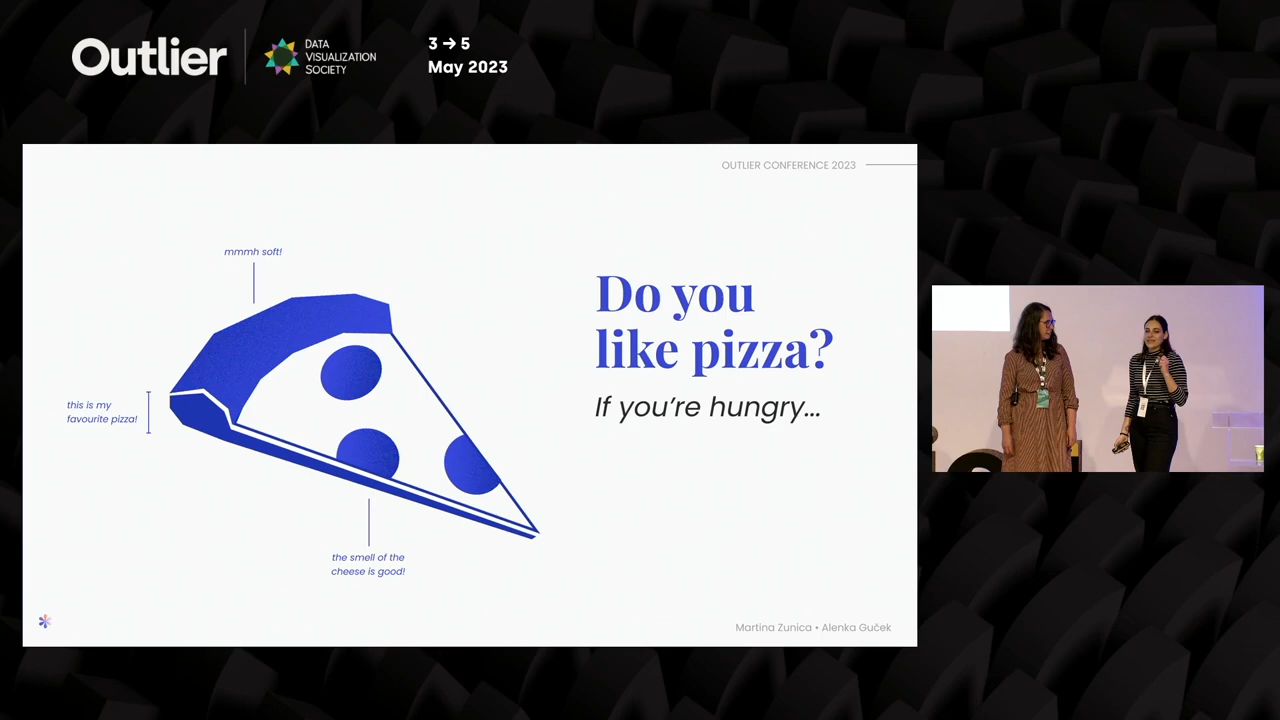 Outlier
DATA
VISUALIZATION
SOCIETY
3 → 5
May 2023
OUTLIER CONFERENCE 2023
mmmh soft!
Do you
like pizza?
If you're hungry...
this is my
favourite pizza!
the smell of the
cheese is good!
Martina Zunica • Alenka Guček